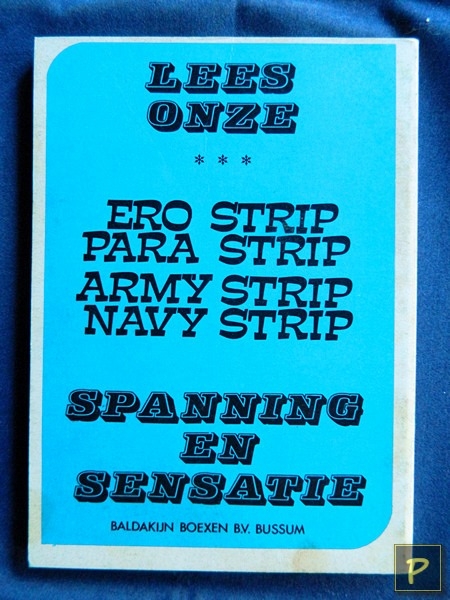 LEES
ONZE
* * *
ERO STRIP
PARA STRIP
ARMY STRIP
NAVY STRIP
SPANNING
EN
SENSATIE
BALDAKIJN BOEXEN B.V. BUSSUM
P